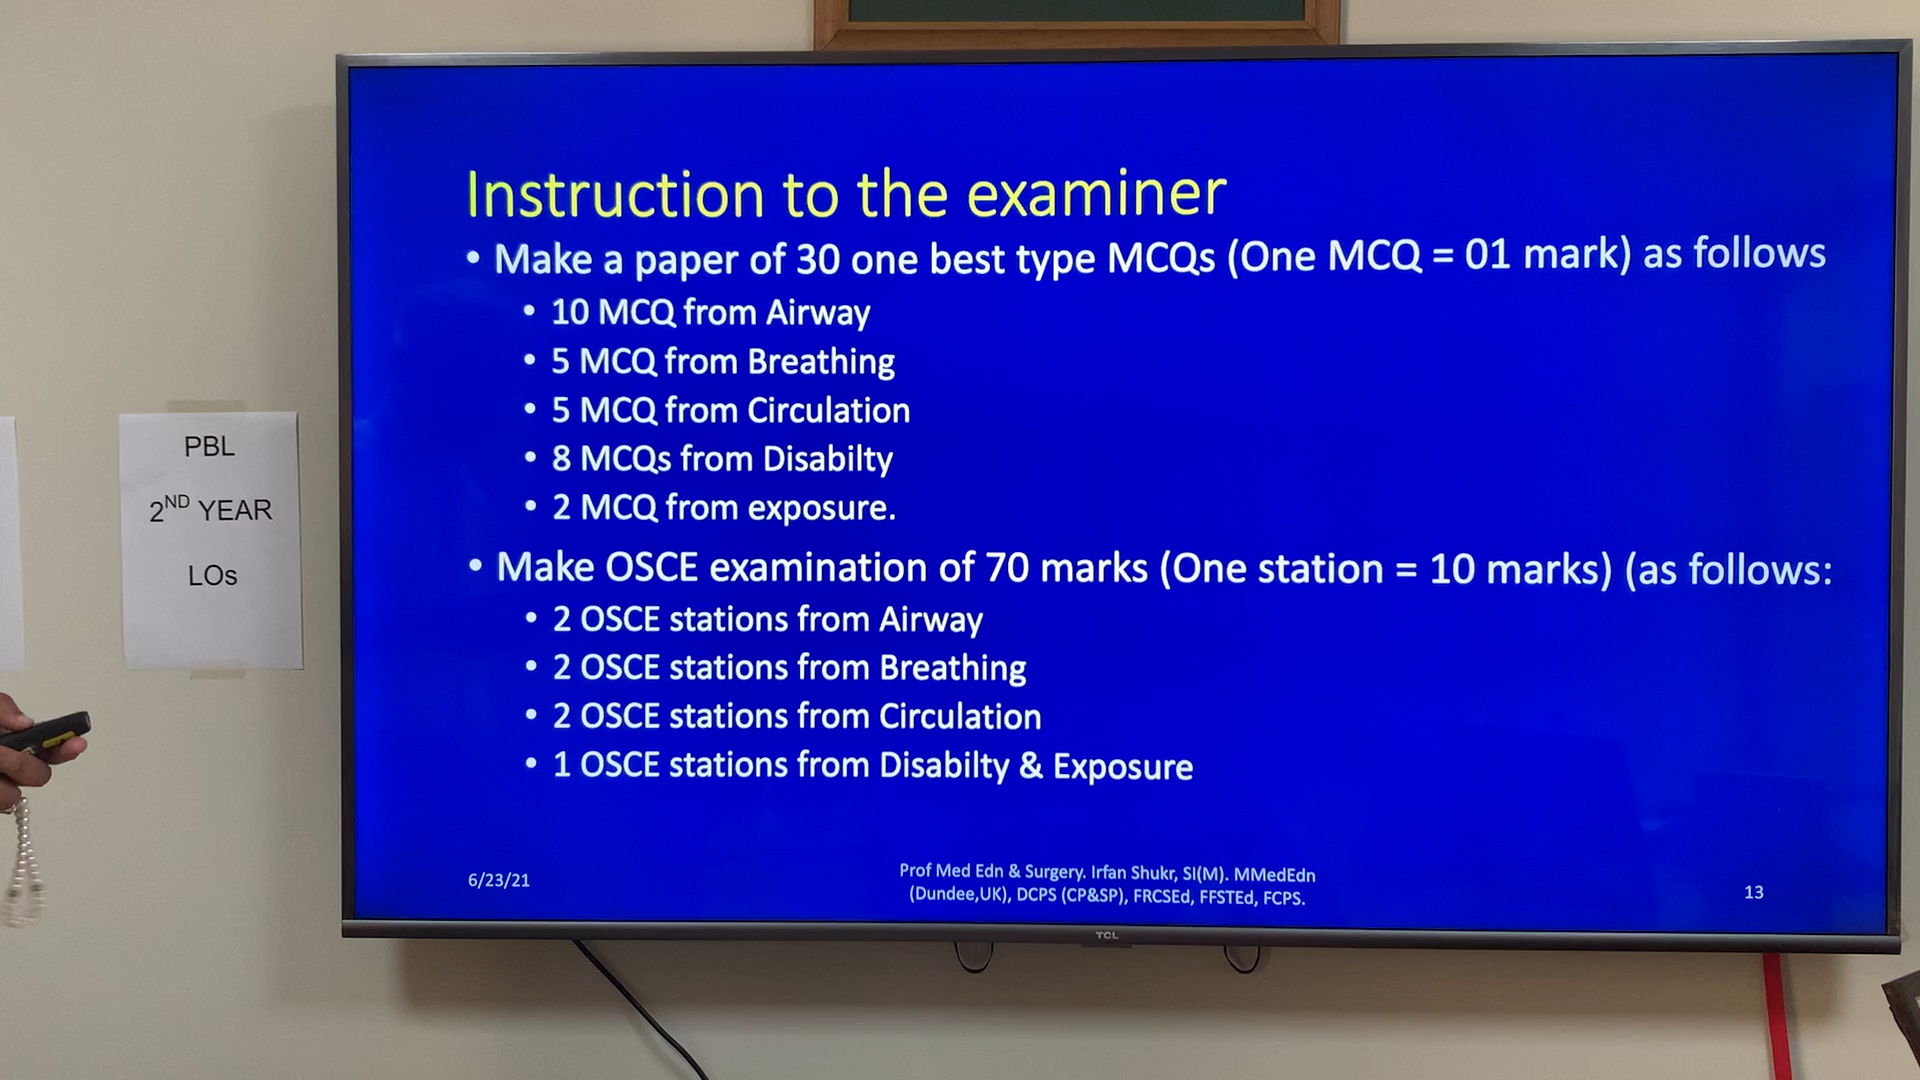 PBL
2ND YEAR
LOs
Instruction to the examiner
• Make a paper of 30 one best type MCQs (One MCQ = 01 mark) as follows
• 10 MCQ from Airway
• 5 MCQ from Breathing
• 5 MCQ from Circulation
• 8 MCQs from Disabilty
• 2 MCQ from exposure.
• Make OSCE examination of 70 marks (One station = 10 marks) (as follows:
• 2 OSCE stations from Airway
• 2 OSCE stations from Breathing
• 2 OSCE stations from Circulation
• 1 OSCE stations from Disabilty & Exposure
6/23/21
Prof Med Edn & Surgery. Irfan Shukr, SI(M). MMedEdn
(Dundee,UK), DCPS (CP&SP), FRCSEd, FFSTEd, FCPS.
13
TCL